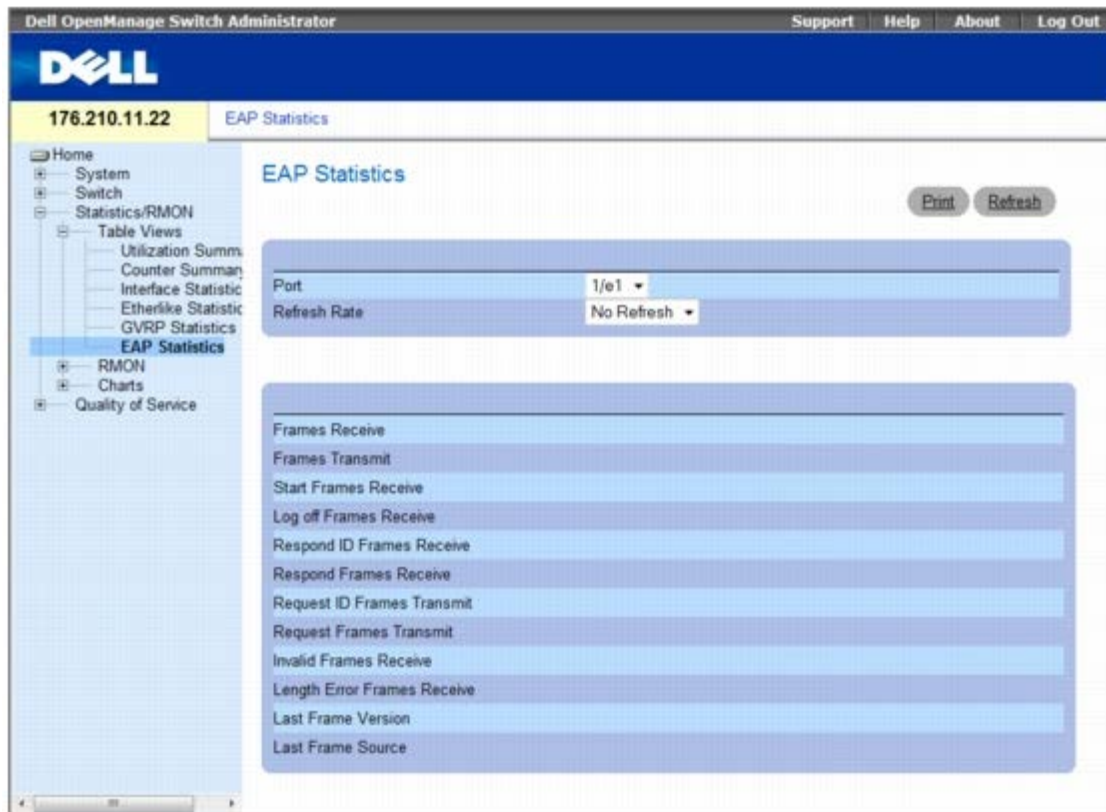 Dell OpenManage Switch Administrator Support Help About Log Out
DELL
176.210.11.22 EAP Statistics
Home
System
Switch
Statistics/RMON
Table Views
Utilization Summ
Counter Summary
Interface Statistic
Etherlike Statistic
GVRP Statistics
EAP Statistics
RMON
Charts
Quality of Service
EAP Statistics
Print Refresh
Port 1/e1
Refresh Rate No Refresh
Frames Receive
Frames Transmit
Start Frames Receive
Log off Frames Receive
Respond ID Frames Receive
Respond Frames Receive
Request ID Frames Transmit
Request Frames Transmit
Invalid Frames Receive
Length Error Frames Receive
Last Frame Version
Last Frame Source